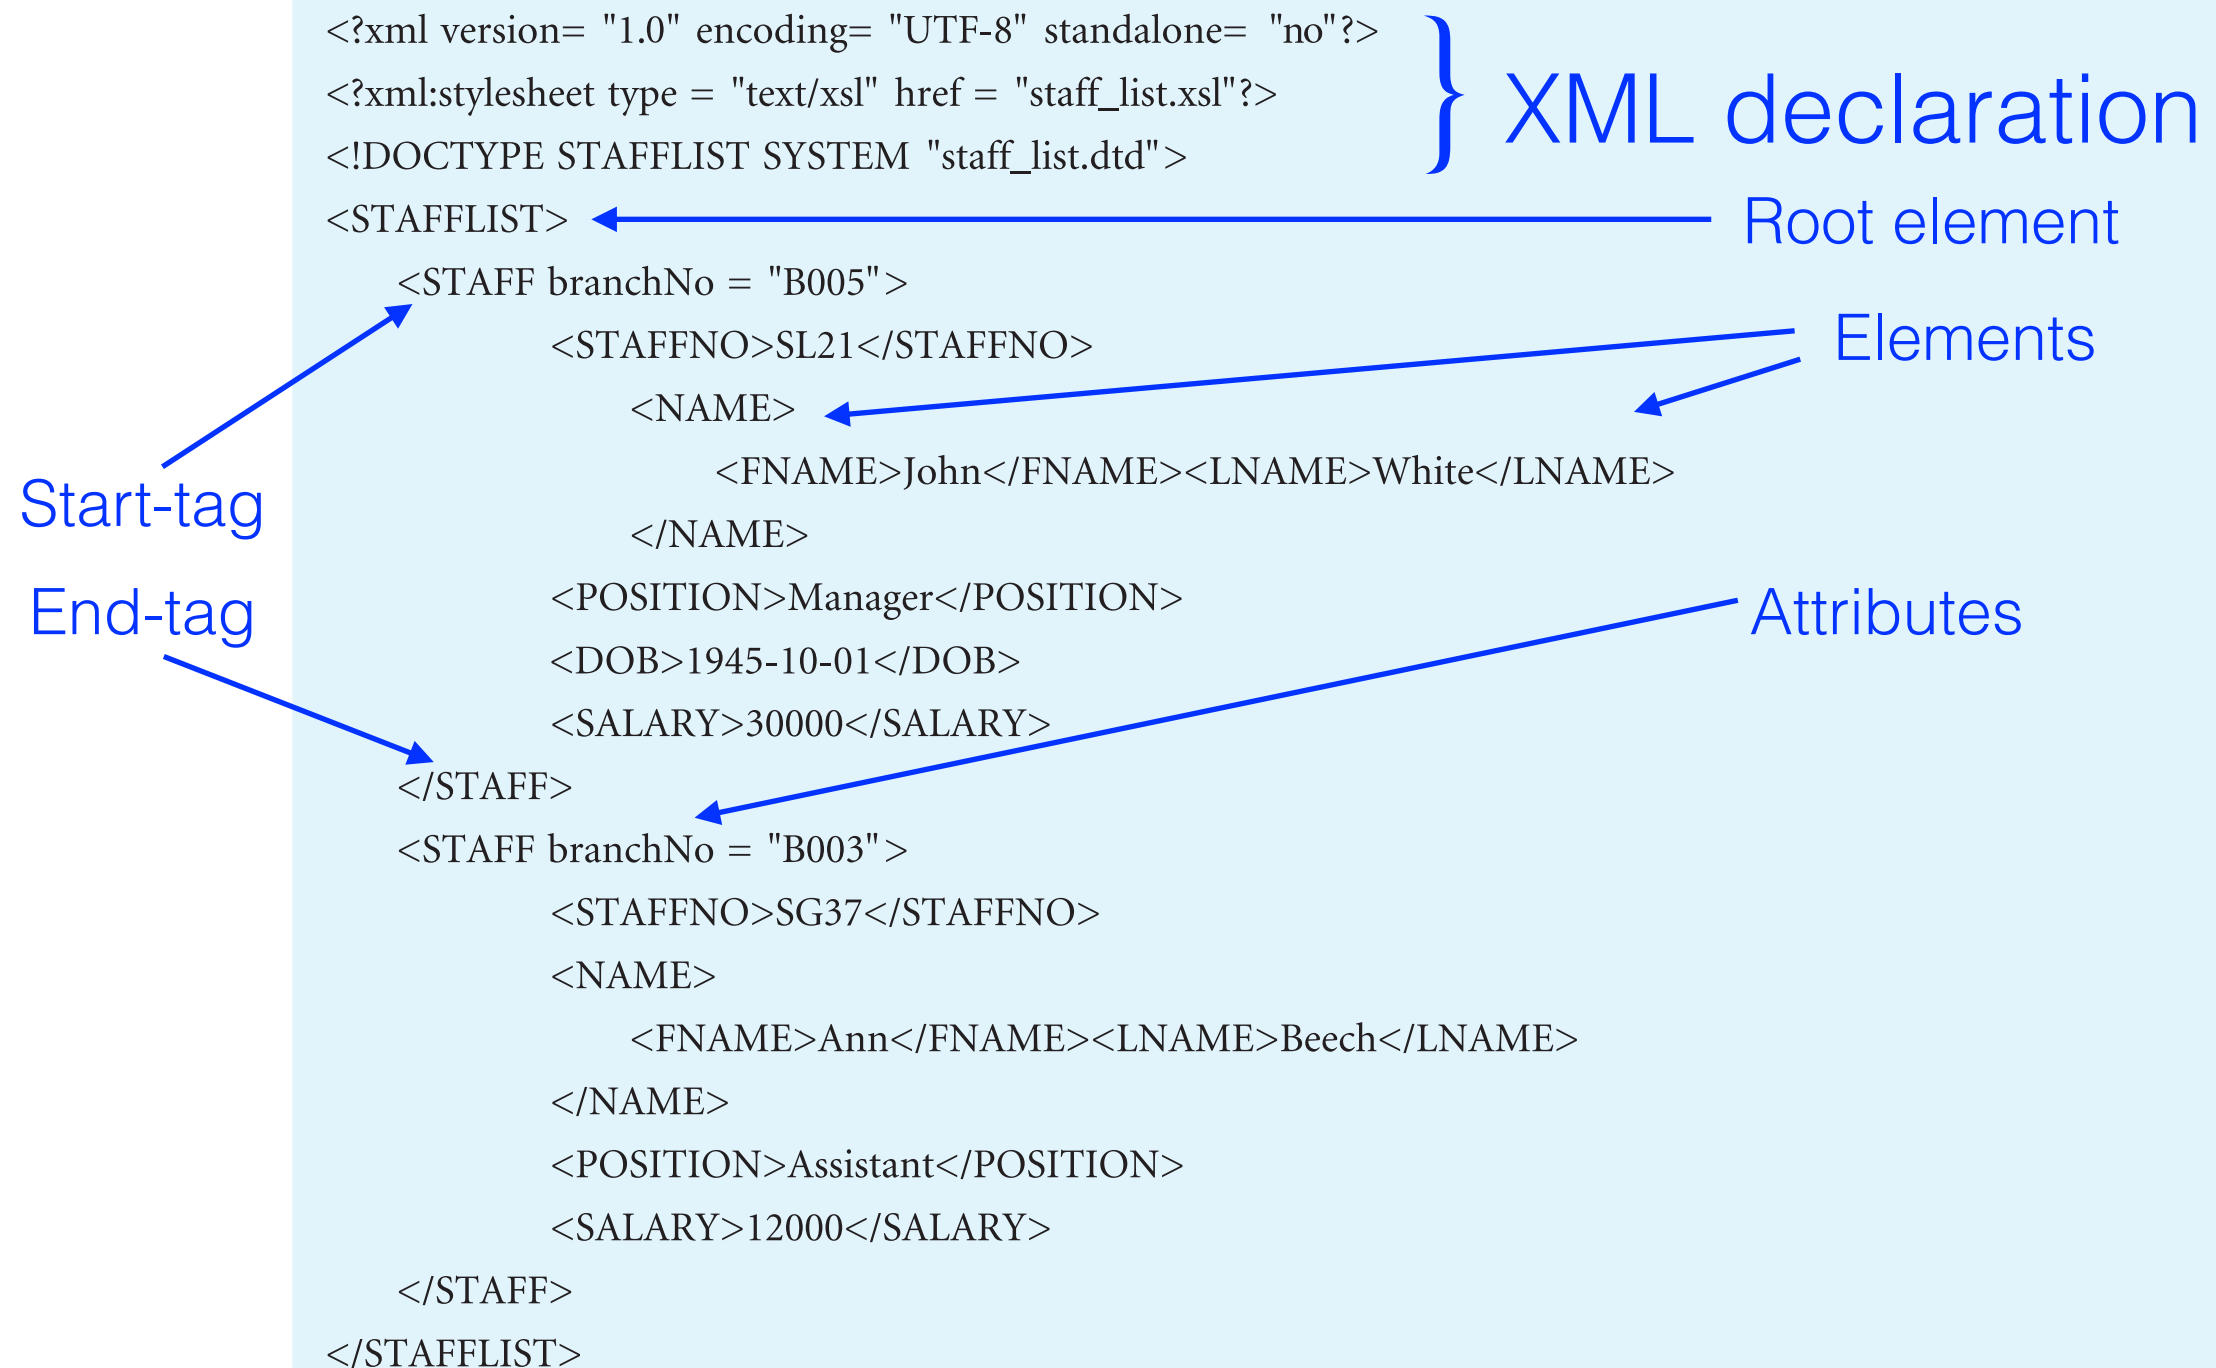 <?xml version= "1.0" encoding= "UTF-8" standalone= "no"?>
<?xml:stylesheet type = "text/xsl" href = "staff_list.xsl"?>
<!DOCTYPE STAFFLIST SYSTEM "staff_list.dtd">
XML declaration
<STAFFLIST>
Root element
<STAFF branchNo = "B005">
<STAFFNO>SL21</STAFFNO>
Elements
<NAME>
<FNAME>John</FNAME><LNAME>White</LNAME>
Start-tag
</NAME>
<POSITION>Manager</POSITION>
End-tag
Attributes
<DOB>1945-10-01</DOB>
<SALARY>30000</SALARY>
</STAFF>
<STAFF branchNo = "B003">
<STAFFNO>SG37</STAFFNO>
<NAME>
<FNAME>Ann</FNAME><LNAME>Beech</LNAME>
</NAME>
<POSITION>Assistant</POSITION>
<SALARY>12000</SALARY>
</STAFF>
</STAFFLIST>